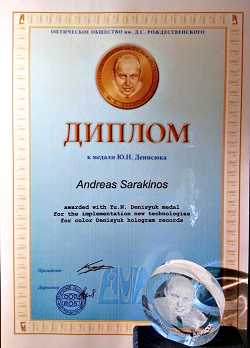 ОПТИЧЕСКОЕ ОБЩЕСТВО им. Д.С. РОЖДЕСТВЕНСКОГО
ДИПЛОМ
к медали Ю.Н. Денисюка
Andreas Sarakinos
awarded with Yu.N. Denisyuk medal
for the implementation new technologies
for color Denisyuk hologram records
Президент